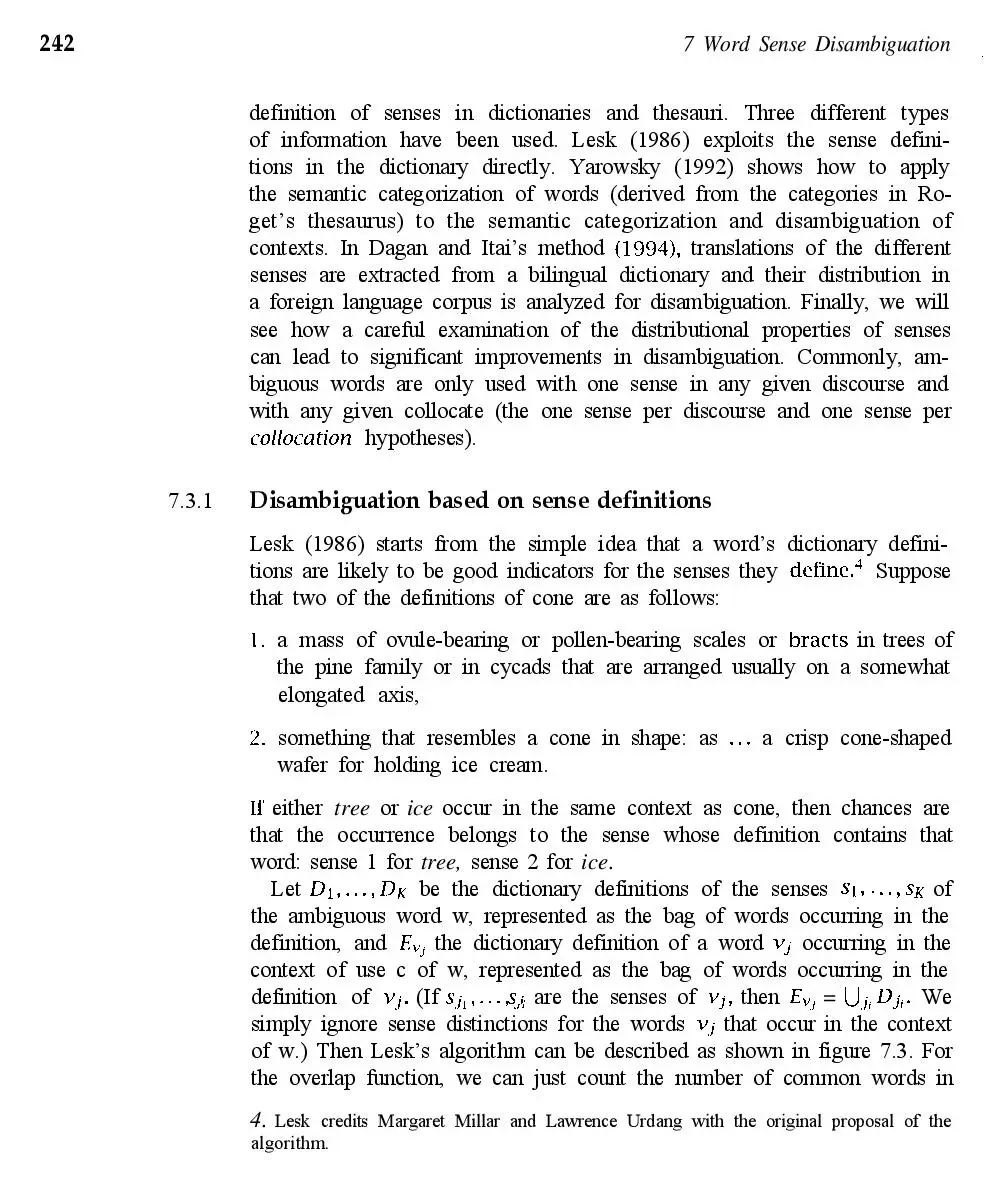 242
7 Word Sense Disambiguation
definition of senses in dictionaries and thesauri. Three different types
of information have been used. Lesk (1986) exploits the sense defini-
tions in the dictionary directly. Yarowsky (1992) shows how to apply
the semantic categorization of words (derived from the categories in Ro-
get's thesaurus) to the semantic categorization and disambiguation of
contexts. In Dagan and Itai's method (1994), translations of the different
senses are extracted from a bilingual dictionary and their distribution in
a foreign language corpus is analyzed for disambiguation. Finally, we will
see how a careful examination of the distributional properties of senses
can lead to significant improvements in disambiguation. Commonly, am-
biguous words are only used with one sense in any given discourse and
with any given collocate (the one sense per discourse and one sense per
collocation hypotheses).
7.3.1 Disambiguation based on sense definitions
Lesk (1986) starts from the simple idea that a word's dictionary defini-
tions are likely to be good indicators for the senses they define.⁴ Suppose
that two of the definitions of cone are as follows:
1. a mass of ovule-bearing or pollen-bearing scales or bracts in trees of
the pine family or in cycads that are arranged usually on a somewhat
elongated axis,
2. something that resembles a cone in shape: as ... a crisp cone-shaped
wafer for holding ice cream.
If either tree or ice occur in the same context as cone, then chances are
that the occurrence belongs to the sense whose definition contains that
word: sense 1 for tree, sense 2 for ice.
Let D₁,...,D_K be the dictionary definitions of the senses s₁,...,s_K of
the ambiguous word w, represented as the bag of words occurring in the
definition, and E_{v_j} the dictionary definition of a word v_j occurring in the
context of use c of w, represented as the bag of words occurring in the
definition of v_j. (If s_{j_1},...,s_{j_i} are the senses of v_j, then E_{v_j} = ⋃_{j_i} D_{j_i}. We
simply ignore sense distinctions for the words v_j that occur in the context
of w.) Then Lesk's algorithm can be described as shown in figure 7.3. For
the overlap function, we can just count the number of common words in
4. Lesk credits Margaret Millar and Lawrence Urdang with the original proposal of the
algorithm.